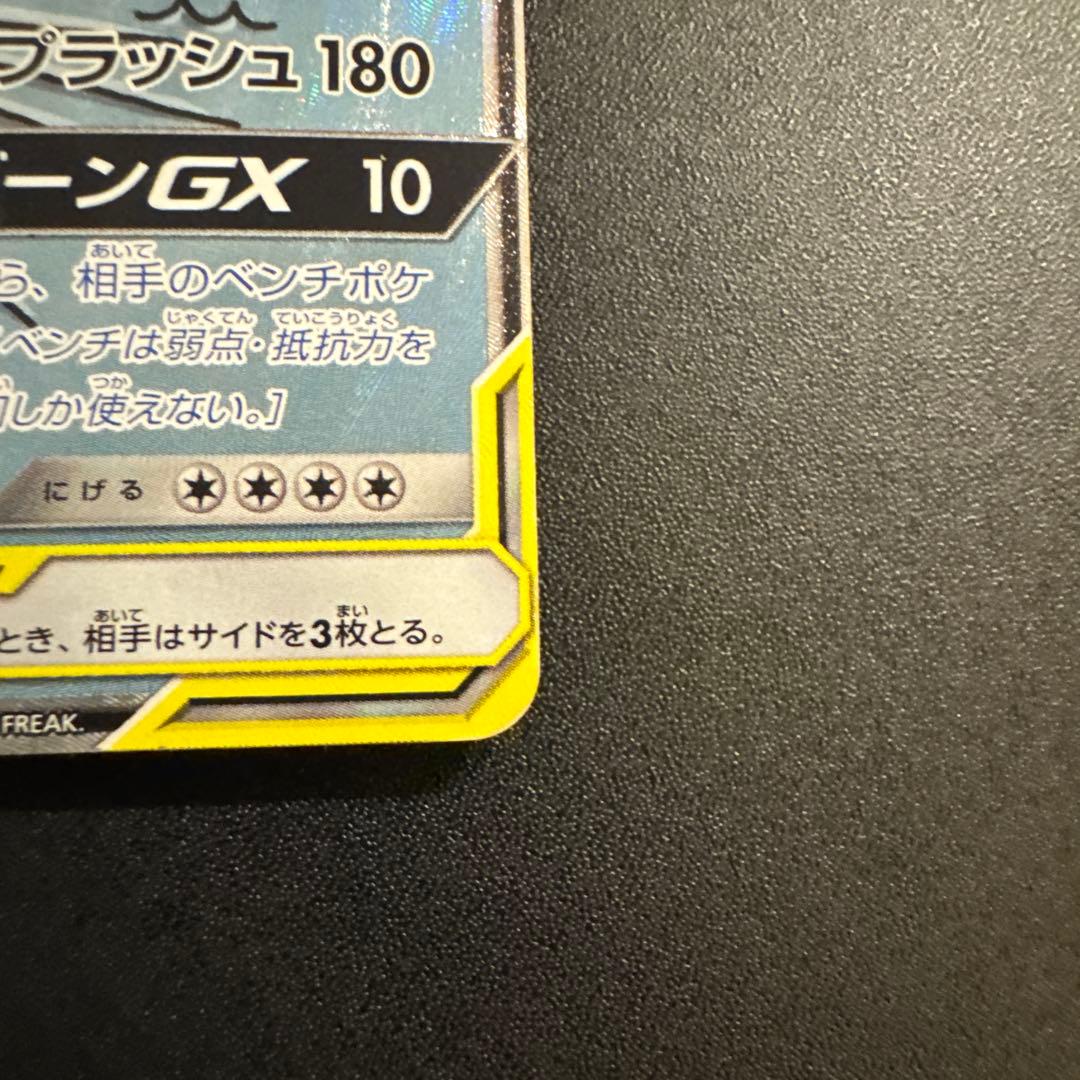 プラッシュ 180
ーンGX 10
ら、相手のベンチポケ
あいて
ベンチは弱点・抵抗力を
じゃくてん ていこうりょく
しか使えない。]
つか
にげる
とき、相手はサイドを3枚とる。
あいて まい
FREAK.